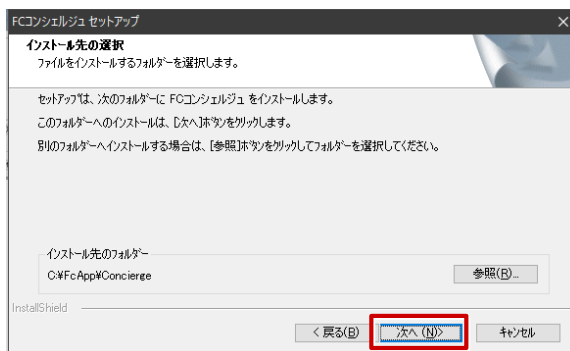 FCコンシェルジュ セットアップ
インストール先の選択
ファイルをインストールするフォルダーを選択します。
セットアップは、次のフォルダーに FCコンシェルジュ をインストールします。
このフォルダーへのインストールは、[次へ]ボタンをクリックします。
別のフォルダーへインストールする場合は、[参照]ボタンをクリックしてフォルダーを選択してください。
インストール先のフォルダー
C:¥FcApp¥Concierge
参照(R)...
InstallShield
< 戻る(B)
次へ (N)>
キャンセル